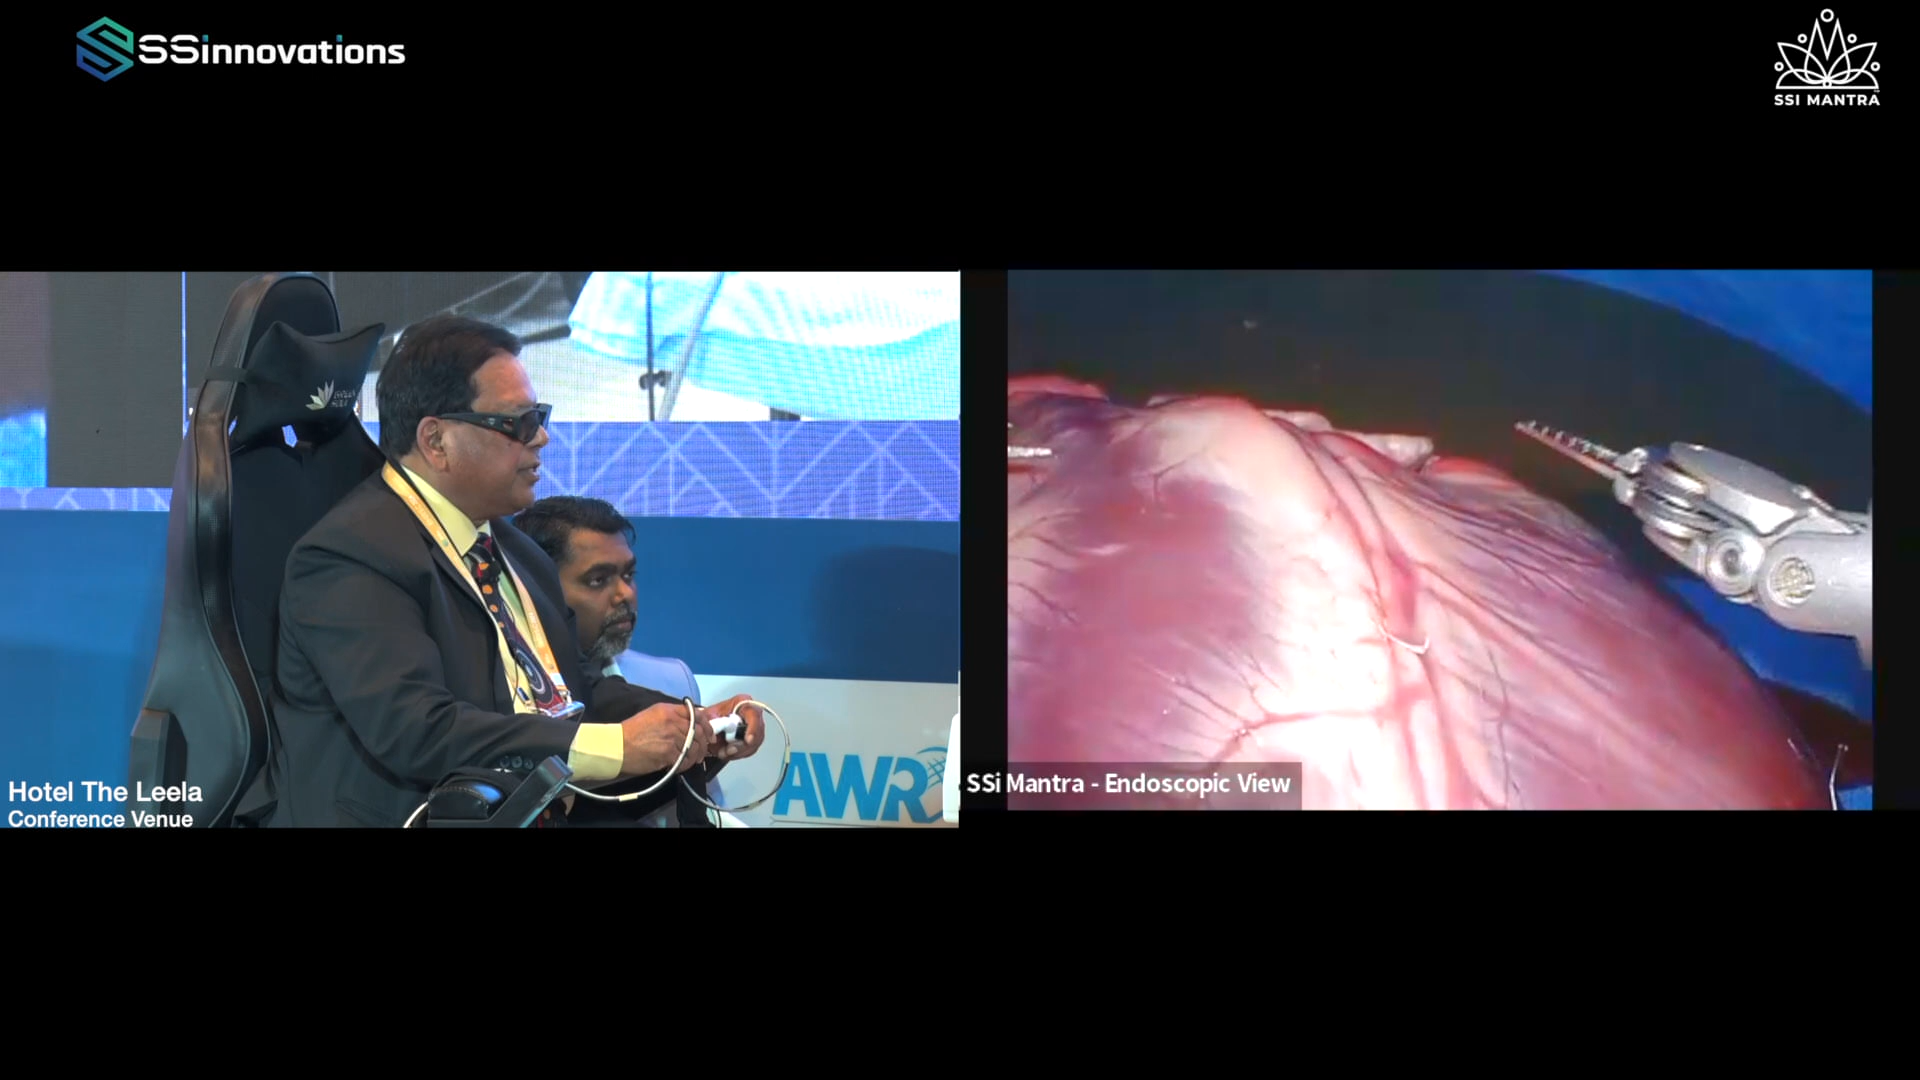 SSinnovations
SSI MANTRA
Hotel The Leela
Conference Venue
AWR
SSi Mantra - Endoscopic View